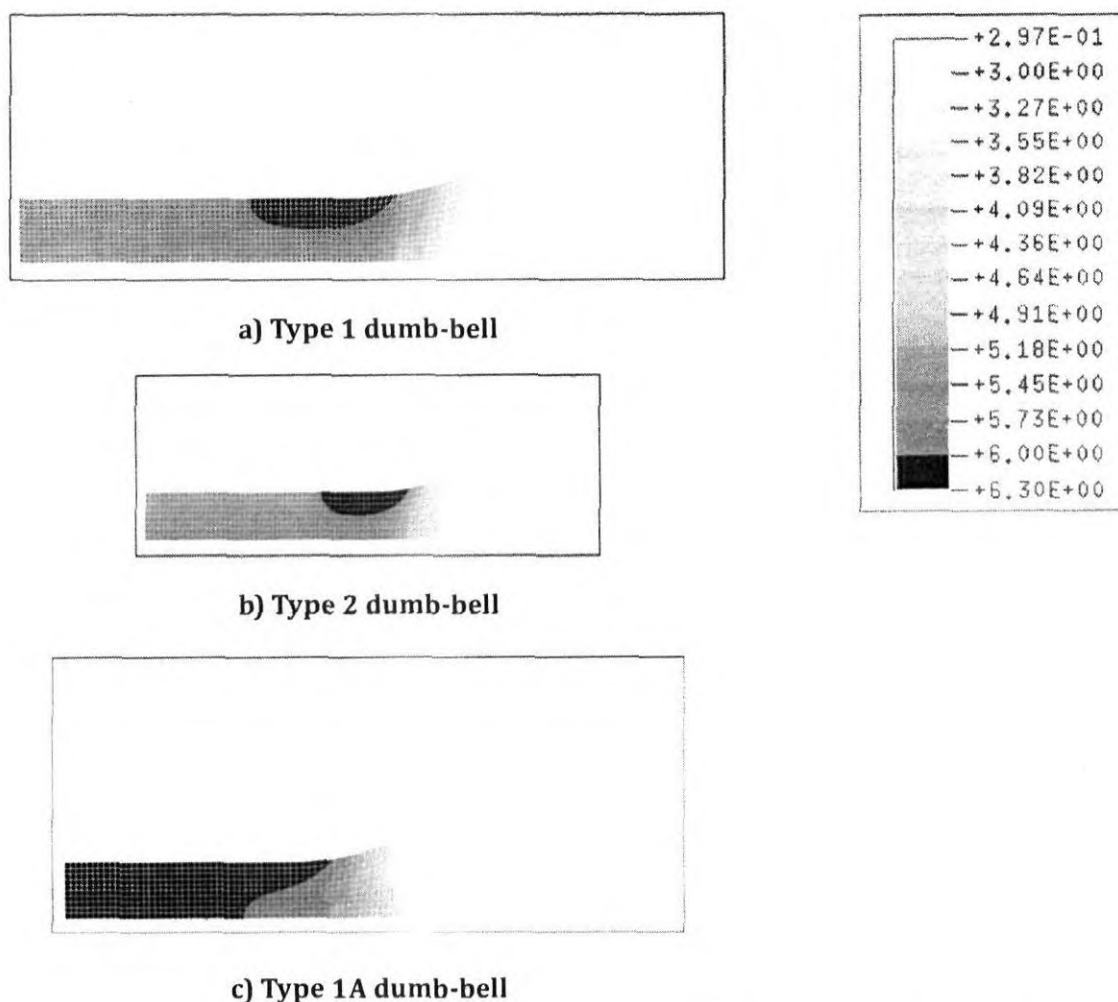 +2.97E-01
+3.00E+00
+3.27E+00
+3.55E+00
+3.82E+00
+4.09E+00
+4.36E+00
+4.64E+00
+4.91E+00
+5.18E+00
+5.45E+00
+5.73E+00
+6.00E+00
+6.30E+00
a) Type 1 dumb-bell
b) Type 2 dumb-bell
c) Type 1A dumb-bell